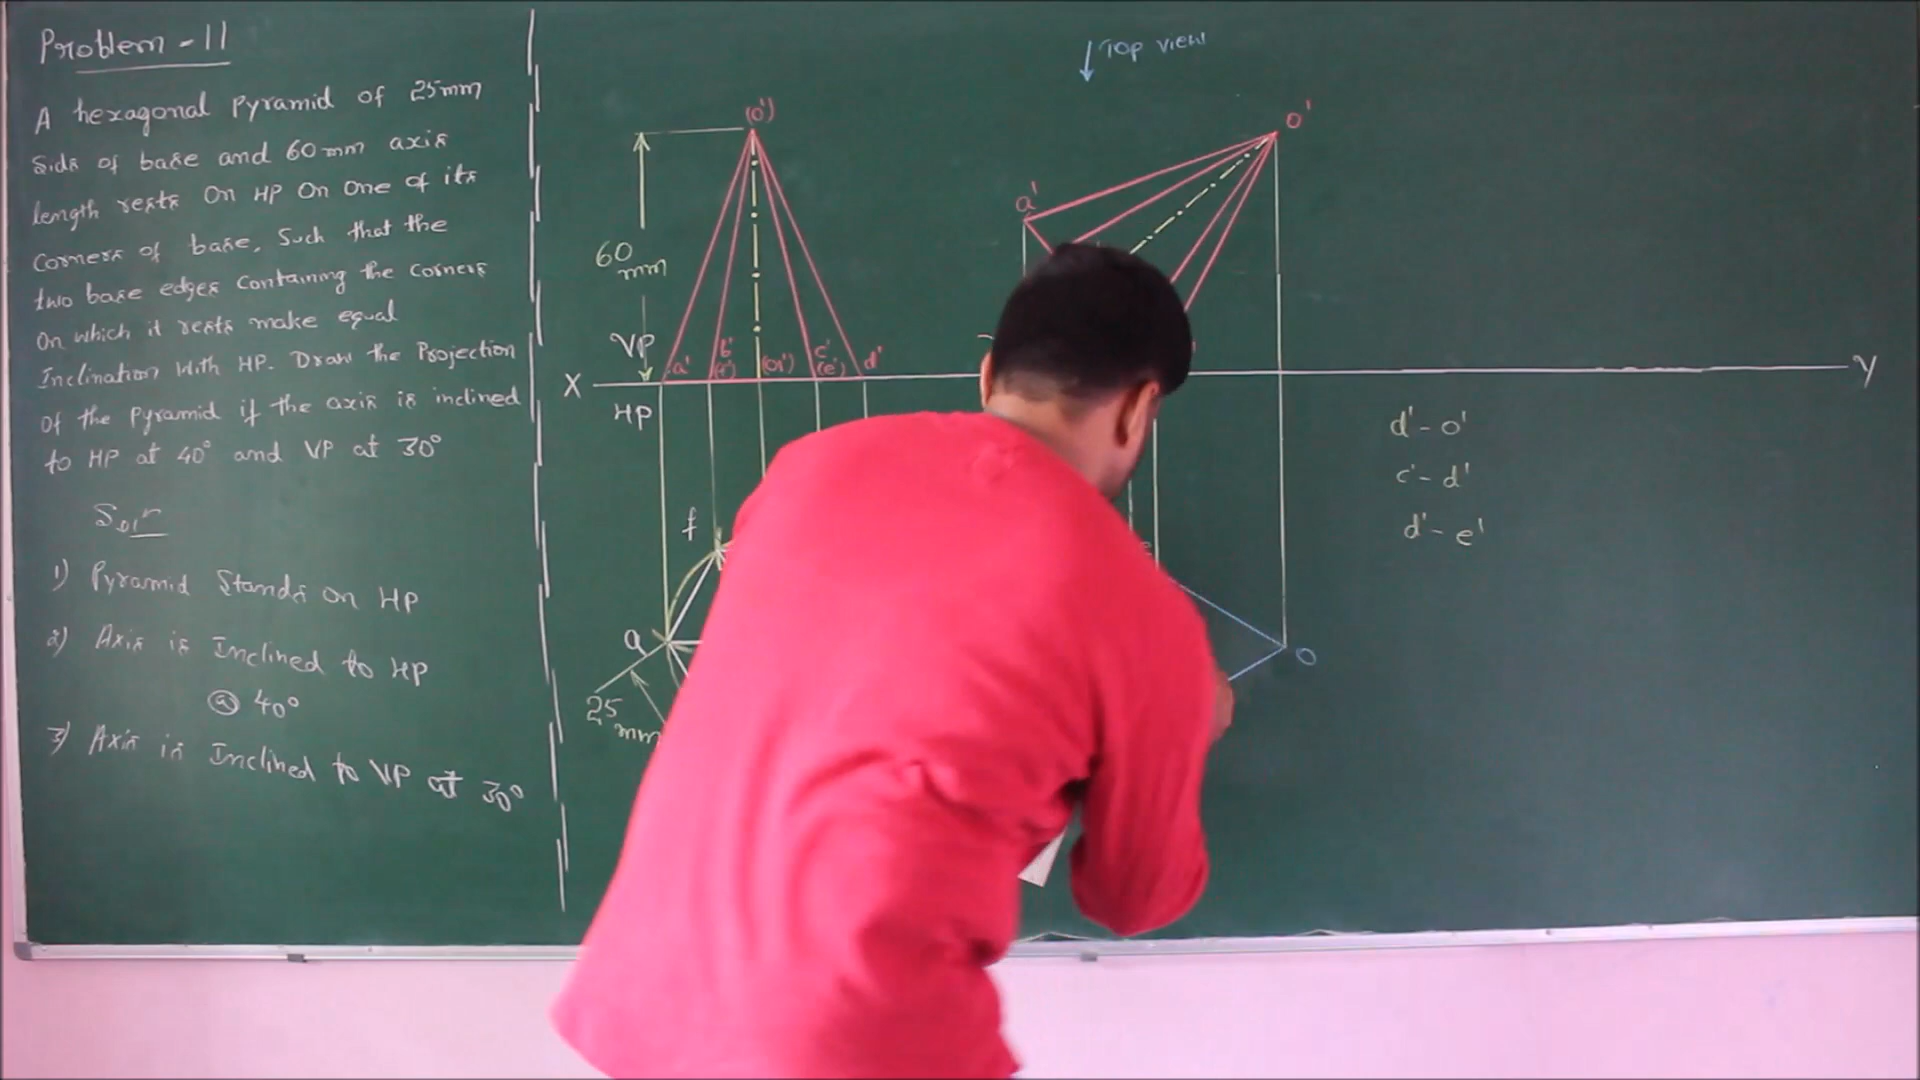 Problem - 11
A hexagonal Pyramid of 25mm
Side of base and 60mm axis
length rests On HP On One of its
Corners of base, Such that the
two base edges Containing the Corners
On which it rests make equal
Inclination With HP. Draw the Projection
Of the Pyramid if the axis is inclined
to HP at 40° and VP at 30°
1) Pyramid Stands on HP
2) Axis is Inclined to HP
@ 40°
3) Axis is Inclined to VP at 30°
Top view
(o')
o'
a'
60
mm
VP
a' b' (f') (o1') c' (e') d'
X
Y
HP
f
a
25
mm
o
d' - o'
c' - d'
d' - e'